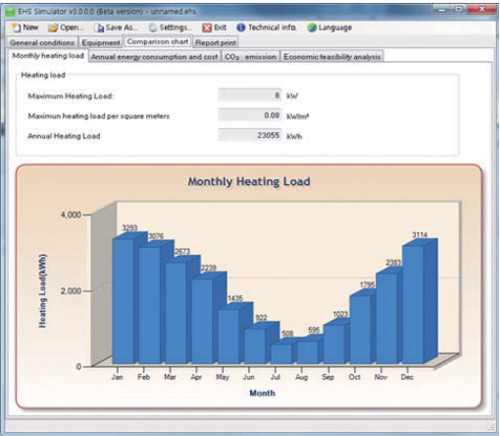 EHS Simulator v3.0.0.0 (Beta version) - unnamed.ehs
New Open... Save As.. Settings.. Exit Technical info. Language
General conditions Equipment Comparison chart Report print
Monthly heating load Annual energy consumption and cost CO₂ emission Economic feasibility analysis
Heating load
Maximum Heating Load: 8 kW
Maximun heating load per square meters 0.08 kW/m²
Annual Heating Load 23055 kWh
Monthly Heating Load
4,000
2,000
0
Heating Load(kWh)
3293 3076 2673 2239 1435 922 508 595 1023 1795 2383 3114
Jan Feb Mar Apr May Jun Jul Aug Sep Oct Nov Dec
Month